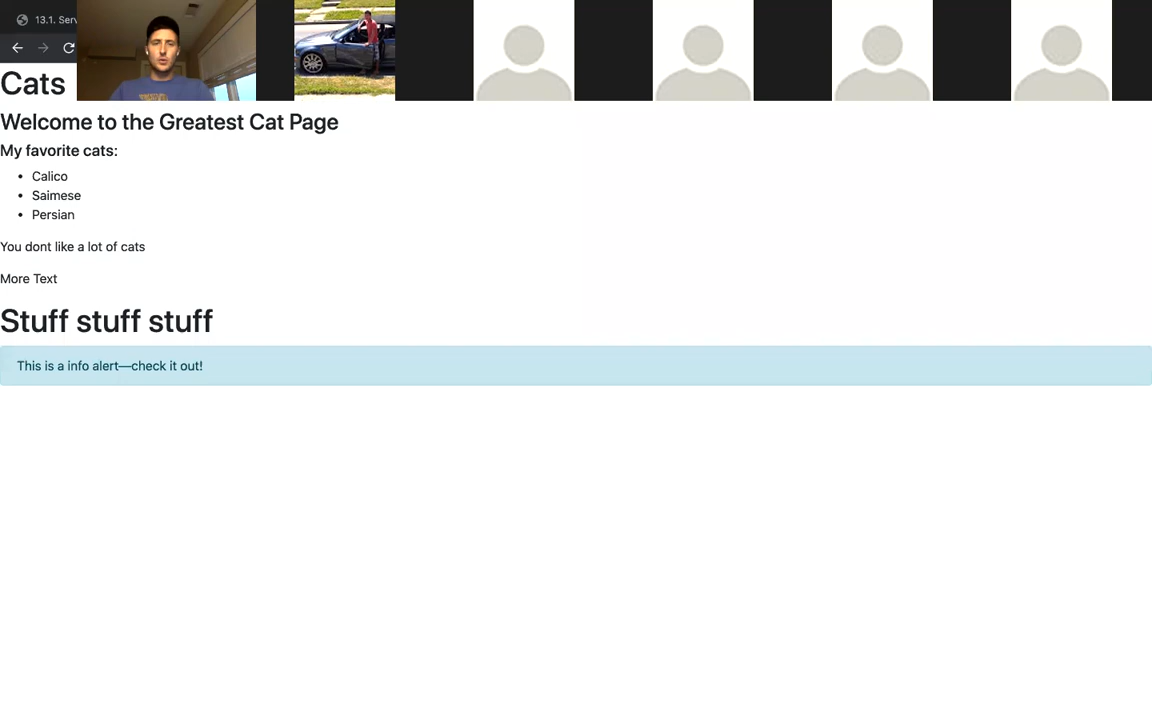 13.1. Serv
Cats
Welcome to the Greatest Cat Page
My favorite cats:
Calico
Saimese
Persian
You dont like a lot of cats
More Text
Stuff stuff stuff
This is a info alert—check it out!